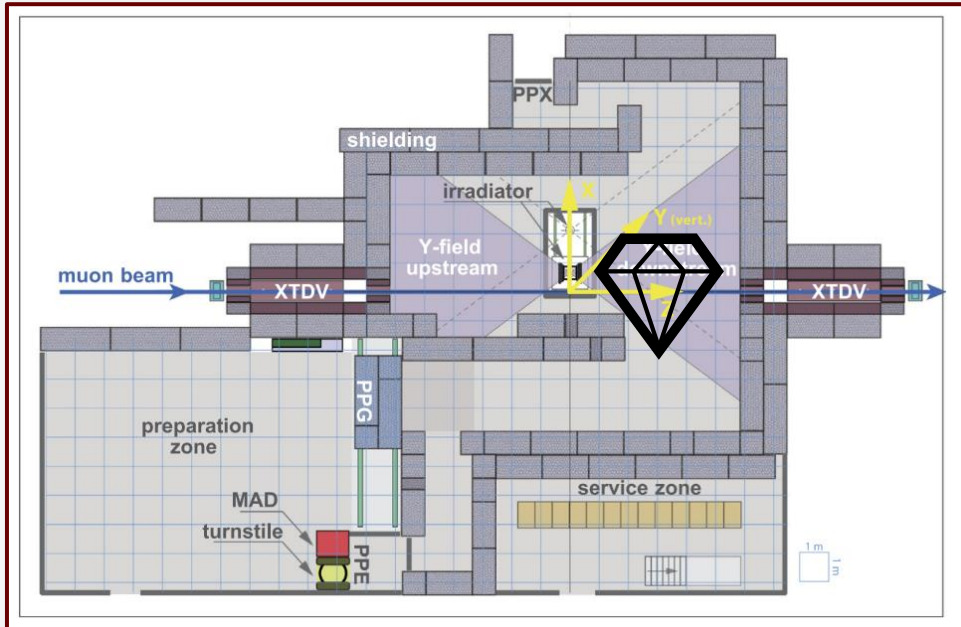 PPX
shielding
irradiator
X
Y (vert.)
Y-field
upstream
muon beam
XTDV
Z
XTDV
PPG
preparation
zone
service zone
MAD
turnstile
PPE
1 m
1 m